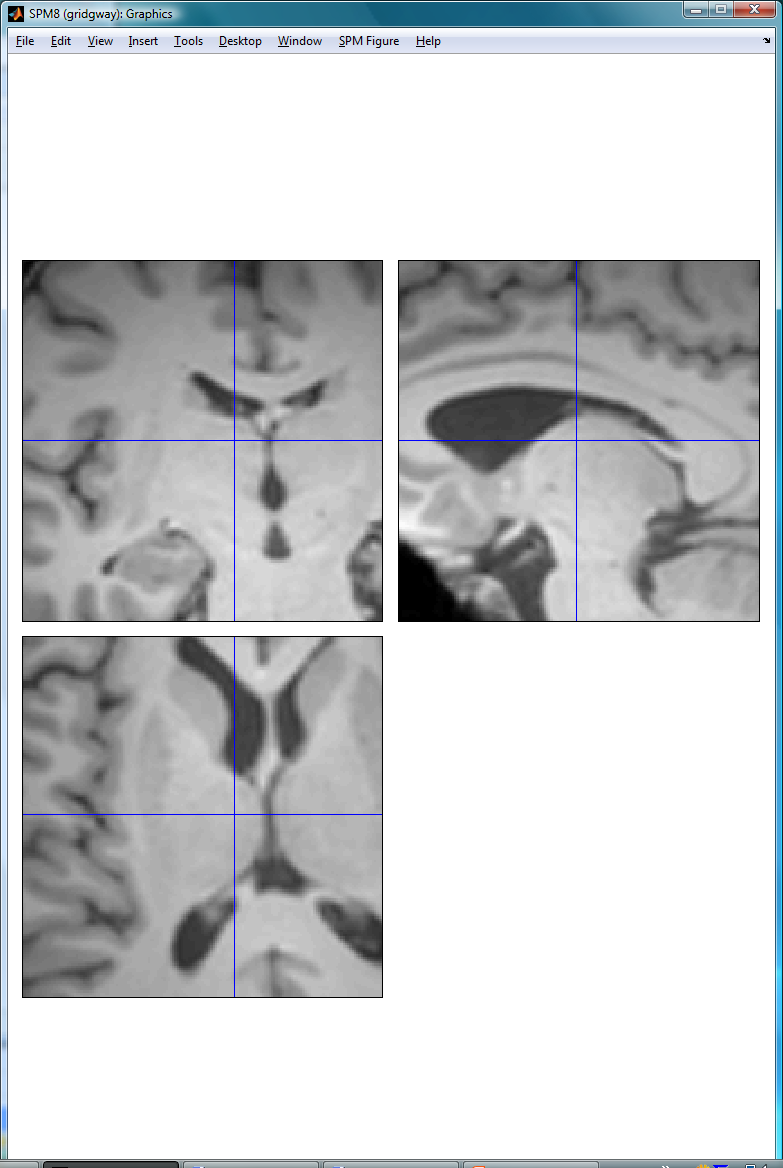 SPM8 (gridgway): Graphics
File Edit View Insert Tools Desktop Window SPM Figure Help